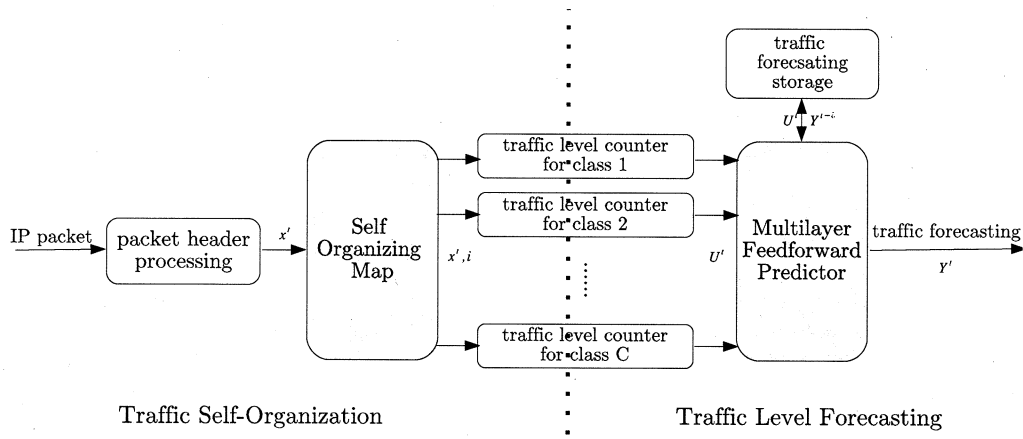 traffic
forecsating
storage
U' Y'⁻ⁱ
traffic level counter
for class 1
traffic level counter
for class 2
Self
Organizing
Map
Multilayer
Feedforward
Predictor
IP packet
packet header
processing
x'
x',i
U'
traffic forecasting
Y'
traffic level counter
for class C
Traffic Self-Organization
Traffic Level Forecasting